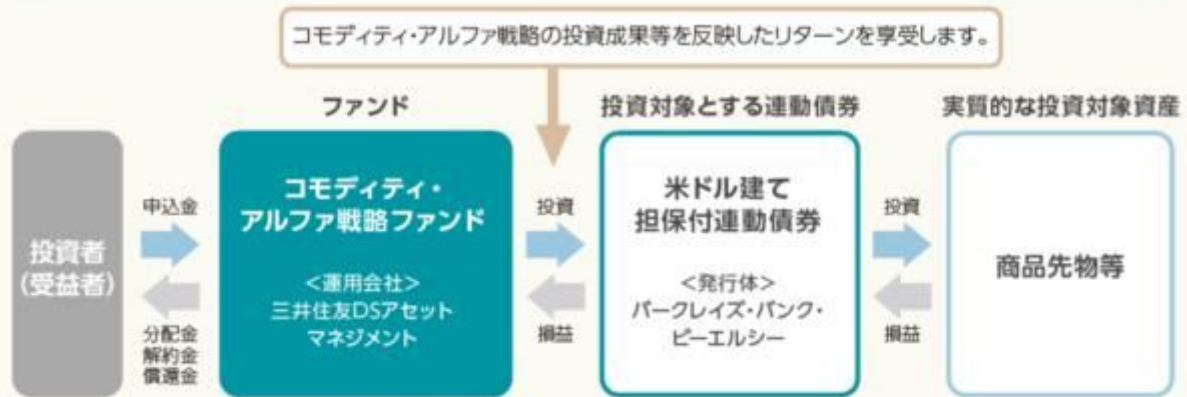 コモディティ・アルファ戦略の投資成果等を反映したリターンを享受します。
ファンド
投資対象とする連動債券
実質的な投資対象資産
投資者
(受益者)
申込金
分配金
解約金
償還金
コモディティ・
アルファ戦略ファンド
<運用会社>
三井住友DSアセット
マネジメント
投資
損益
米ドル建て
担保付連動債券
<発行体>
バークレイズ・バンク・
ピーエルシー
投資
損益
商品先物等